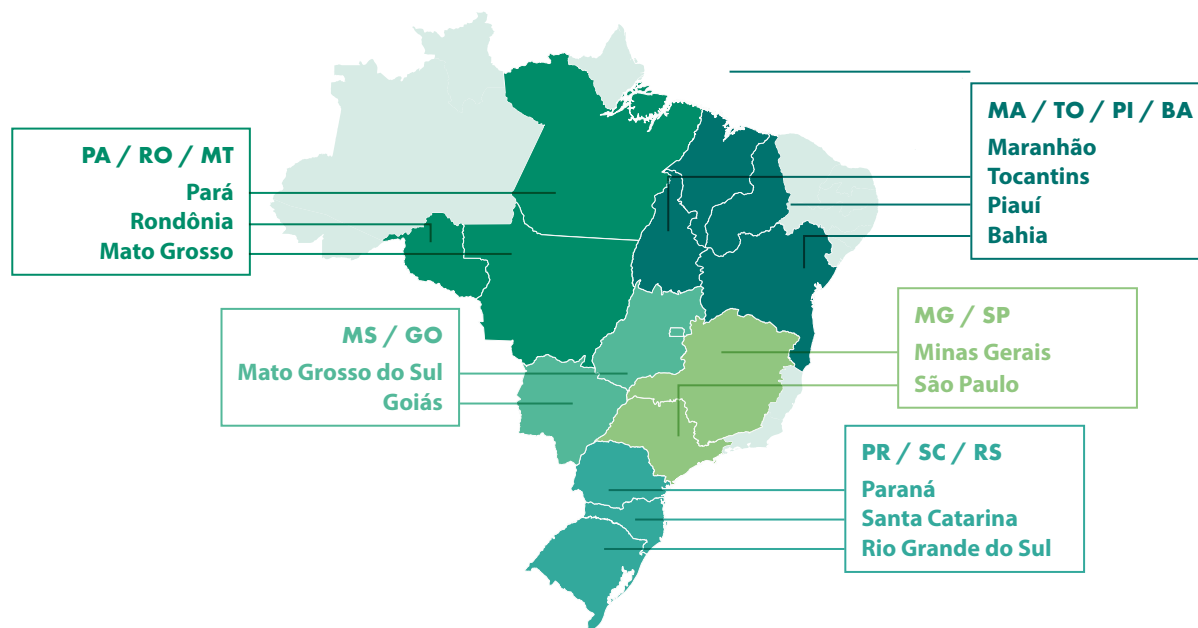 PA / RO / MT
Pará
Rondônia
Mato Grosso
MA / TO / PI / BA
Maranhão
Tocantins
Piauí
Bahia
MS / GO
Mato Grosso do Sul
Goiás
MG / SP
Minas Gerais
São Paulo
PR / SC / RS
Paraná
Santa Catarina
Rio Grande do Sul